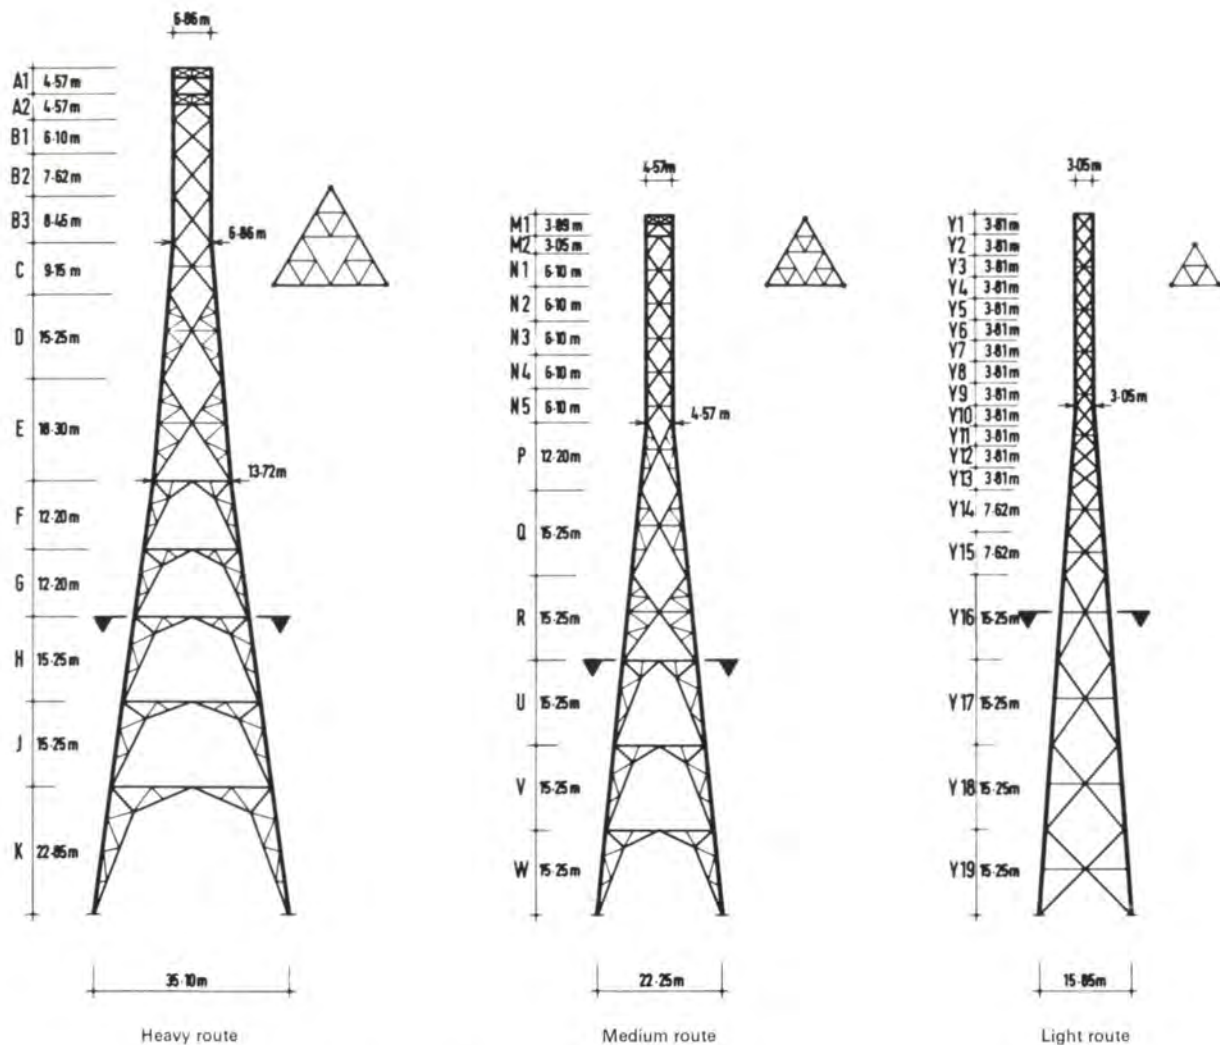 6·86m
A1 4·57m
A2 4·57m
B1 6·10m
B2 7·62m
B3 8·45m
6·86m
C 9·15m
D 15·25m
E 18·30m
13·72m
F 12·20m
G 12·20m
H 15·25m
J 15·25m
K 22·85m
35·10m
Heavy route
4·57m
M1 3·89m
M2 3·05m
N1 6·10m
N2 6·10m
N3 6·10m
N4 6·10m
N5 6·10m
4·57m
P 12·20m
Q 15·25m
R 15·25m
U 15·25m
V 15·25m
W 15·25m
22·25m
Medium route
3·05m
Y1 3·81m
Y2 3·81m
Y3 3·81m
Y4 3·81m
Y5 3·81m
Y6 3·81m
Y7 3·81m
Y8 3·81m
Y9 3·81m
3·05m
Y10 3·81m
Y11 3·81m
Y12 3·81m
Y13 3·81m
Y14 7·62m
Y15 7·62m
Y16 15·25m
Y17 15·25m
Y18 15·25m
Y19 15·25m
15·85m
Light route